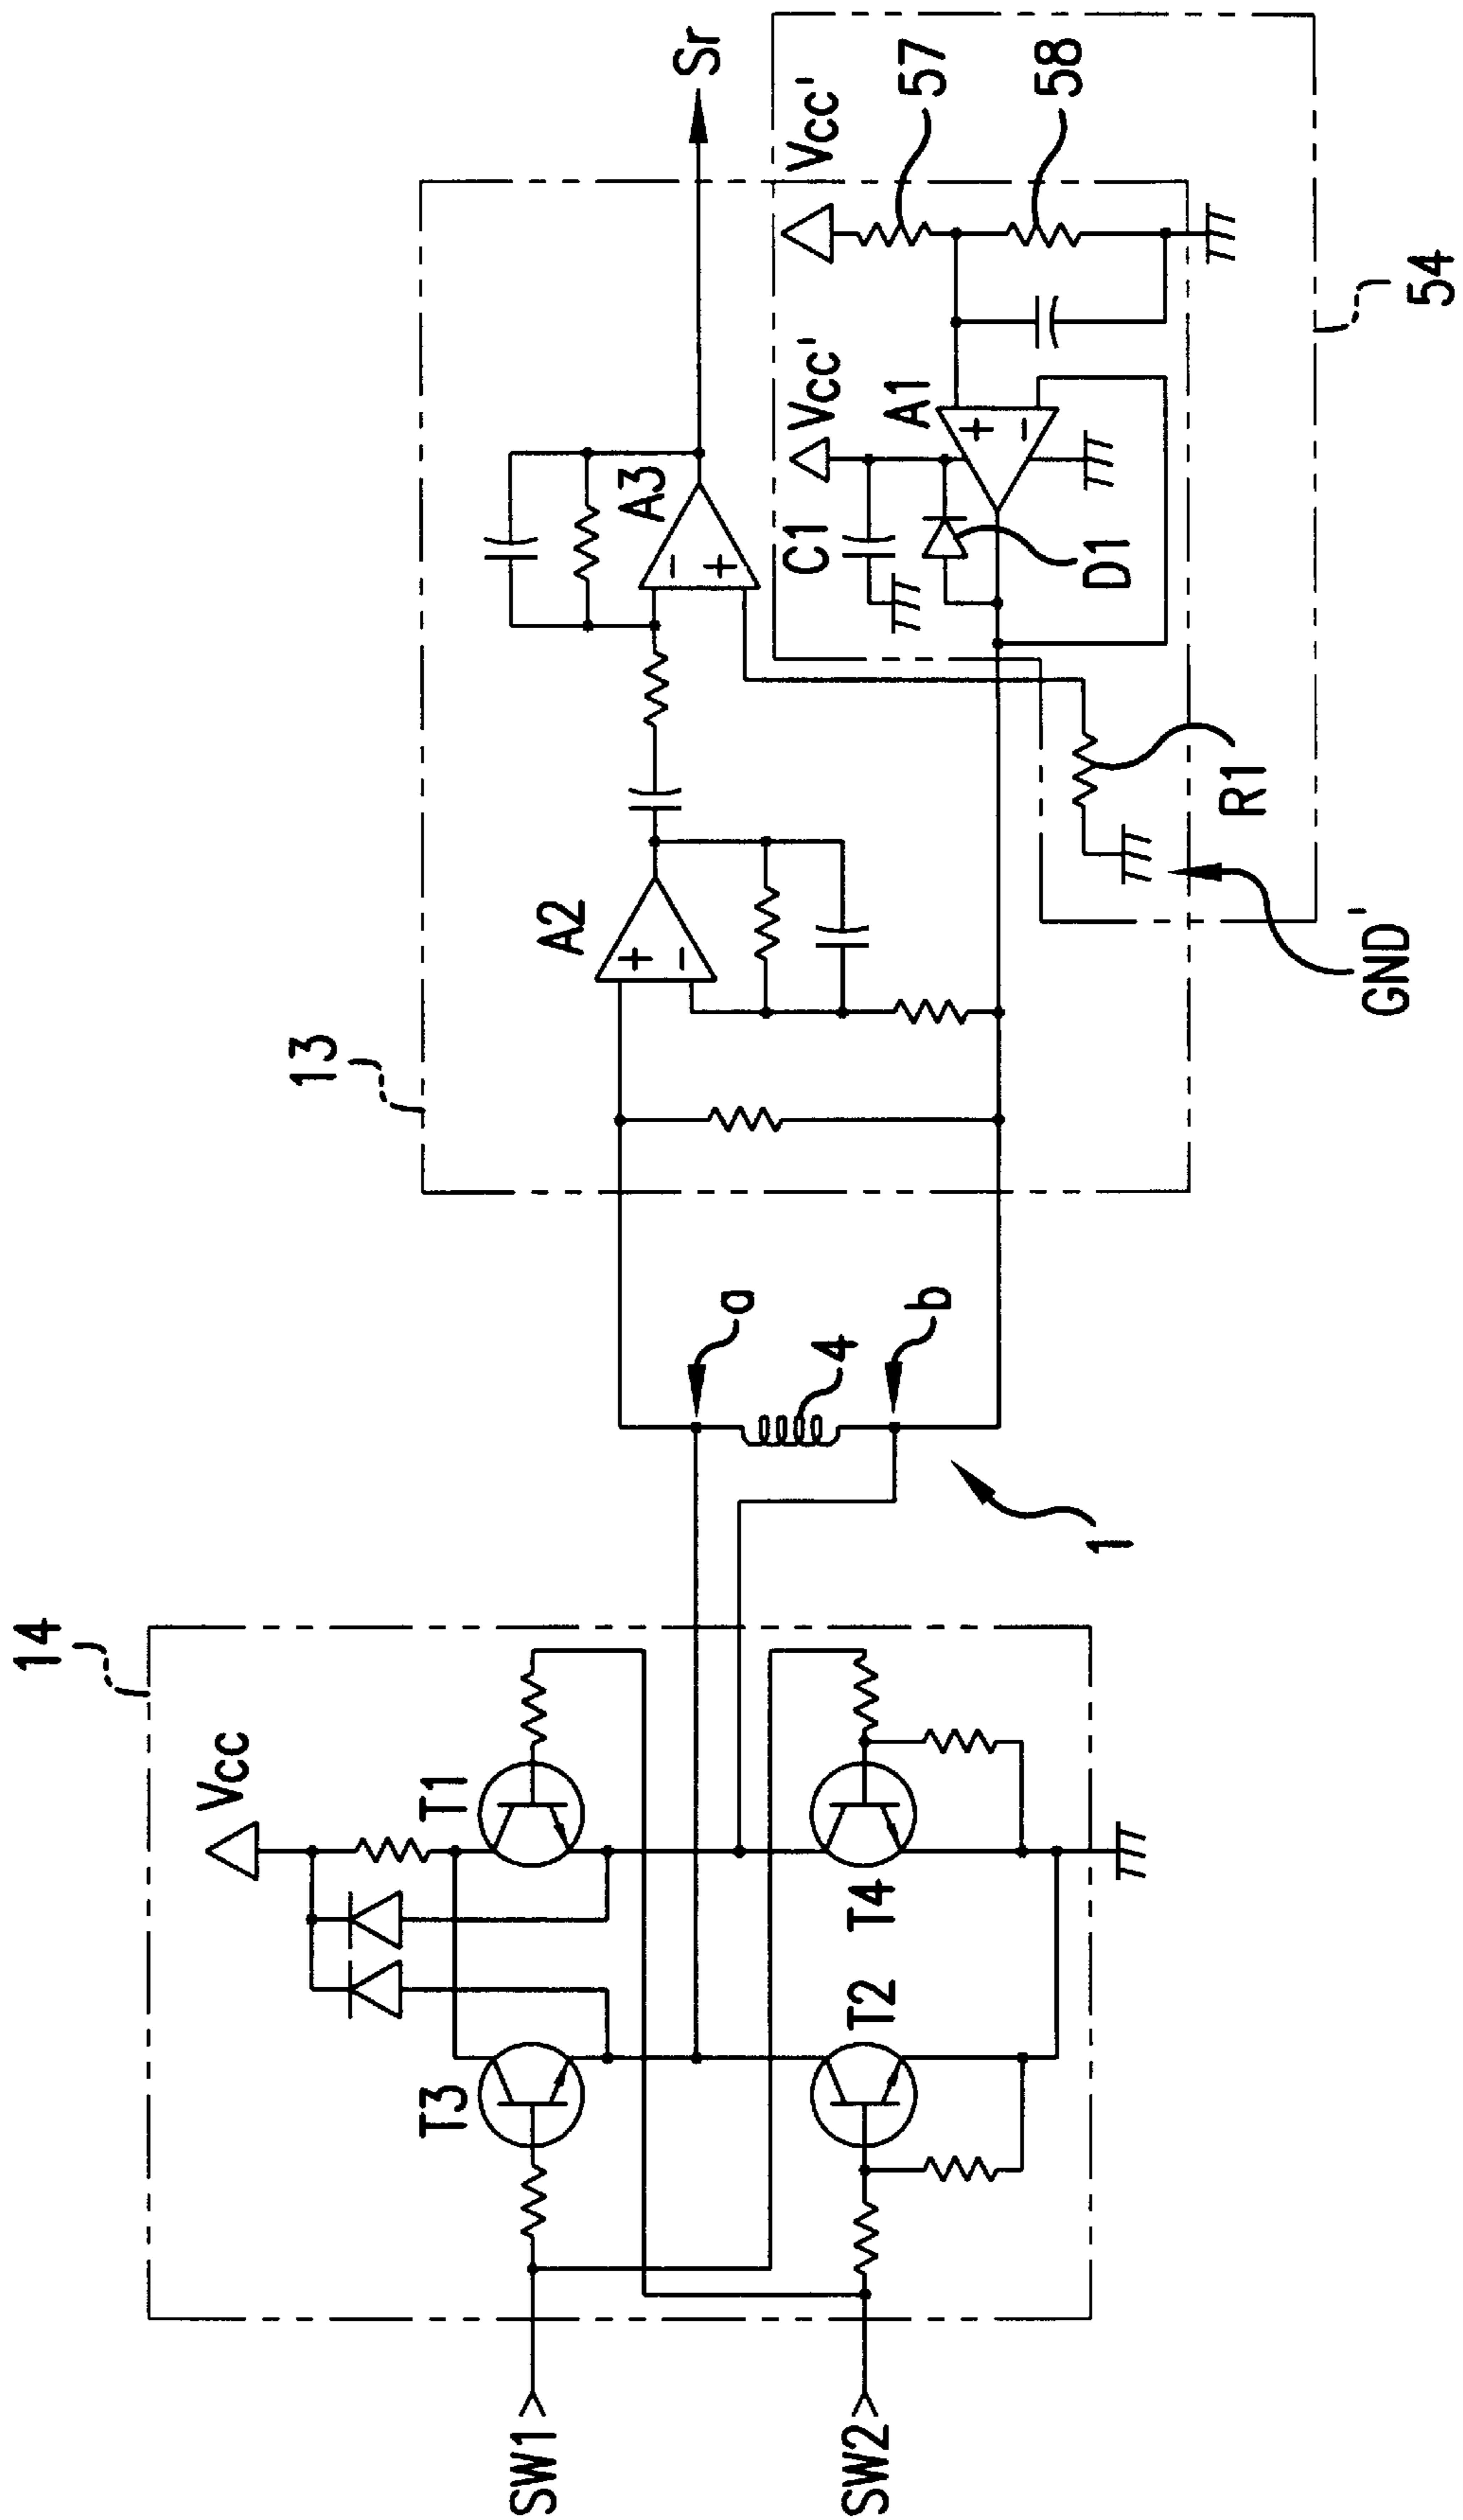 14
Vcc
T1
T3
T4
T2
SW1
SW2
1
a
4
b
13
A2
A3
Sr
Vcc'
57
58
Vcc'
A1
C1
D1
R1
GND'
54